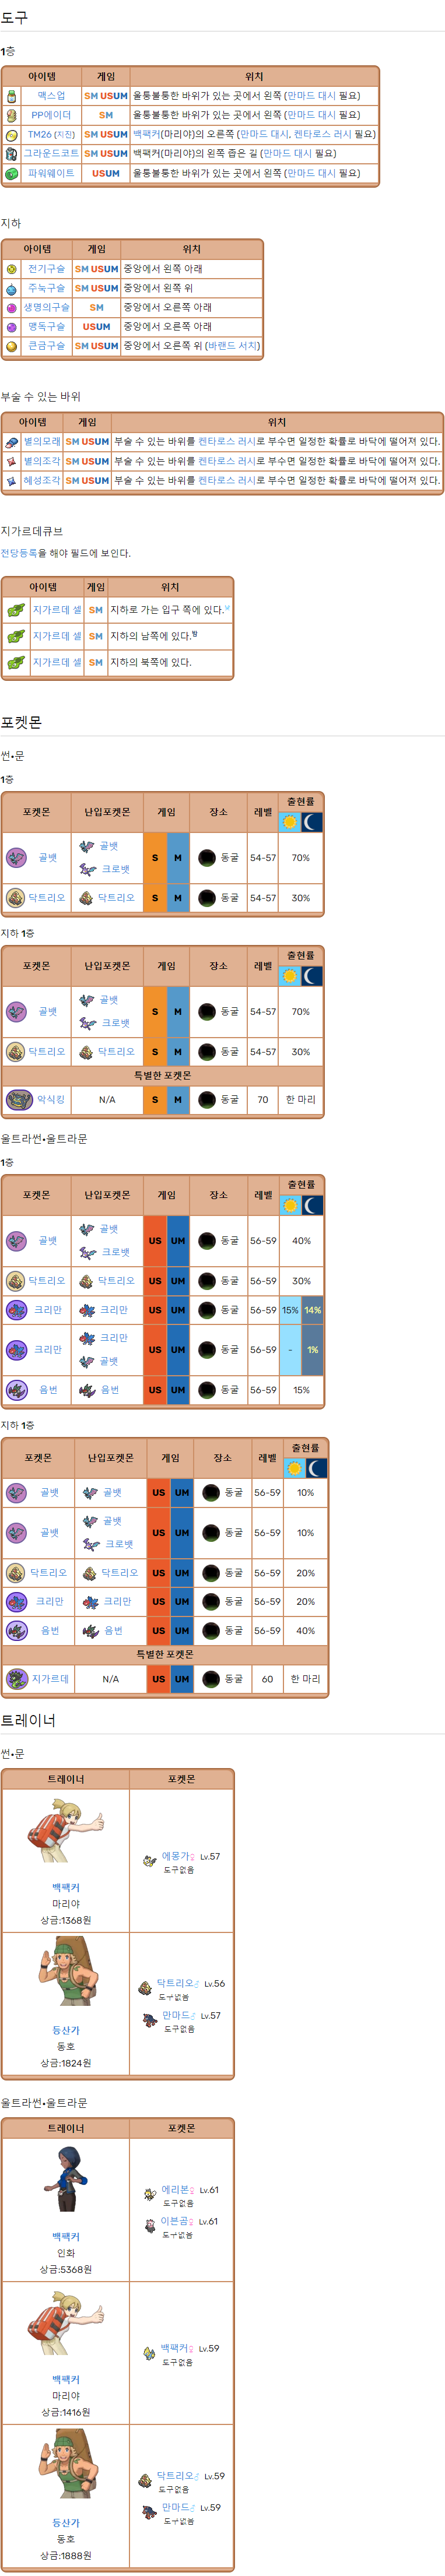 도구
1층
아이템 게임 위치
맥스업 SM USUM 울퉁불퉁한 바위가 있는 곳에서 왼쪽 (만마드 대시 필요)
PP에이더 SM 울퉁불퉁한 바위가 있는 곳에서 왼쪽 (만마드 대시 필요)
TM26 (지진) SM USUM 백팩커(마리야)의 오른쪽 (만마드 대시, 켄타로스 러시 필요)
그라운드코트 SM USUM 백팩커(마리야)의 왼쪽 좁은 길 (만마드 대시 필요)
파워웨이트 USUM 울퉁불퉁한 바위가 있는 곳에서 왼쪽 (만마드 대시 필요)
지하
아이템 게임 위치
전기구슬 SM USUM 중앙에서 왼쪽 아래
주눅구슬 SM USUM 중앙에서 왼쪽 위
생명의구슬 SM 중앙에서 오른쪽 아래
맹독구슬 USUM 중앙에서 오른쪽 아래
큰금구슬 SM USUM 중앙에서 오른쪽 위 (바랜드 서치)
부술 수 있는 바위
아이템 게임 위치
별의모래 SM USUM 부술 수 있는 바위를 켄타로스 러시로 부수면 일정한 확률로 바닥에 떨어져 있다.
별의조각 SM USUM 부술 수 있는 바위를 켄타로스 러시로 부수면 일정한 확률로 바닥에 떨어져 있다.
혜성조각 SM USUM 부술 수 있는 바위를 켄타로스 러시로 부수면 일정한 확률로 바닥에 떨어져 있다.
지가르데큐브
전당등록을 해야 필드에 보인다.
아이템 게임 위치
지가르데 셀 SM 지하로 가는 입구 쪽에 있다.낮
지가르데 셀 SM 지하의 남쪽에 있다.밤
지가르데 셀 SM 지하의 북쪽에 있다.
포켓몬
썬•문
1층
포켓몬 난입포켓몬 게임 장소 레벨 출현률
골뱃 골뱃 크로뱃 S M 동굴 54-57 70%
닥트리오 닥트리오 S M 동굴 54-57 30%
지하 1층
포켓몬 난입포켓몬 게임 장소 레벨 출현률
골뱃 골뱃 크로뱃 S M 동굴 54-57 70%
닥트리오 닥트리오 S M 동굴 54-57 30%
특별한 포켓몬
악식킹 N/A S M 동굴 70 한 마리
울트라썬•울트라문
1층
포켓몬 난입포켓몬 게임 장소 레벨 출현률
골뱃 골뱃 크로뱃 US UM 동굴 56-59 40%
닥트리오 닥트리오 US UM 동굴 56-59 30%
크리만 크리만 US UM 동굴 56-59 15% 14%
크리만 크리만 골뱃 US UM 동굴 56-59 - 1%
음번 음번 US UM 동굴 56-59 15%
지하 1층
포켓몬 난입포켓몬 게임 장소 레벨 출현률
골뱃 골뱃 US UM 동굴 56-59 10%
골뱃 골뱃 크로뱃 US UM 동굴 56-59 10%
닥트리오 닥트리오 US UM 동굴 56-59 20%
크리만 크리만 US UM 동굴 56-59 20%
음번 음번 US UM 동굴 56-59 40%
특별한 포켓몬
지가르데 N/A US UM 동굴 60 한 마리
트레이너
썬•문
트레이너 포켓몬
백팩커
마리야
상금:1368원
에몽가♀ Lv.57
도구없음
등산가
동호
상금:1824원
닥트리오♂ Lv.56
도구없음
만마드♂ Lv.57
도구없음
울트라썬•울트라문
트레이너 포켓몬
백팩커
인화
상금:5368원
에리본♀ Lv.61
도구없음
이븐곰♀ Lv.61
도구없음
백팩커
마리야
상금:1416원
백팩커♀ Lv.59
도구없음
등산가
동호
상금:1888원
닥트리오♂ Lv.59
도구없음
만마드♂ Lv.59
도구없음